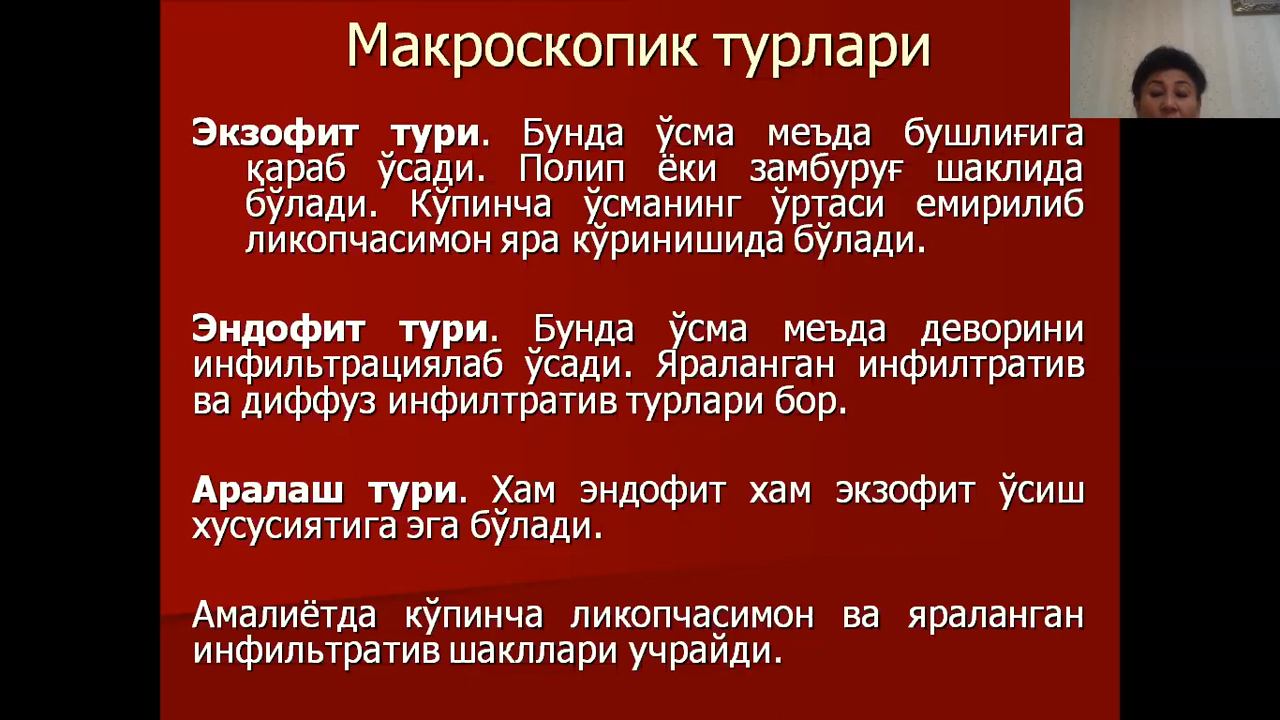 Макроскопик турлари
Экзофит тури. Бунда ўсма меъда бушлиғига
қараб ўсади. Полип ёки замбуруғ шаклида
бўлади. Кўпинча ўсманинг ўртаси емирилиб
ликопчасимон яра кўринишида бўлади.
Эндофит тури. Бунда ўсма меъда деворини
инфильтрациялаб ўсади. Яраланган инфилтратив
ва диффуз инфилтратив турлари бор.
Аралаш тури. Хам эндофит хам экзофит ўсиш
хусусиятига эга бўлади.
Амалиётда кўпинча ликопчасимон ва яраланган
инфильтратив шакллари учрайди.